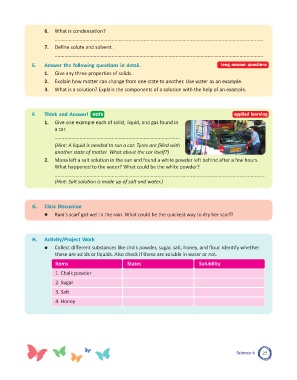 6. What is condensation?
7. Define solute and solvent.
E. Answer the following questions in detail. long answer questions
1. Give any three properties of solids.
2. Explain how matter can change from one state to another. Use water as an example.
3. What is a solution? Explain the components of a solution with the help of an example.
F. Think and Answer! HOTS applied learning
1. Give one example each of solid, liquid, and gas found in
a car.
(Hint: A liquid is needed to run a car. Tyres are filled with
another state of matter. What about the car itself?)
2. Mona left a salt solution in the sun and found a white powder left behind after a few hours.
What happened to the water? What could be the white powder?
(Hint: Salt solution is made up of salt and water.)
G. Class Discussion
● Rani's scarf got wet in the rain. What could be the quickest way to dry her scarf?
H. Activity/Project Work
● Collect different substances like chalk powder, sugar, salt, honey, and flour. Identify whether
these are solids or liquids. Also check if these are soluble in water or not.
Items States Solubility
1. Chalk powder
2. Sugar
3. Salt
4. Honey
Science-4 27